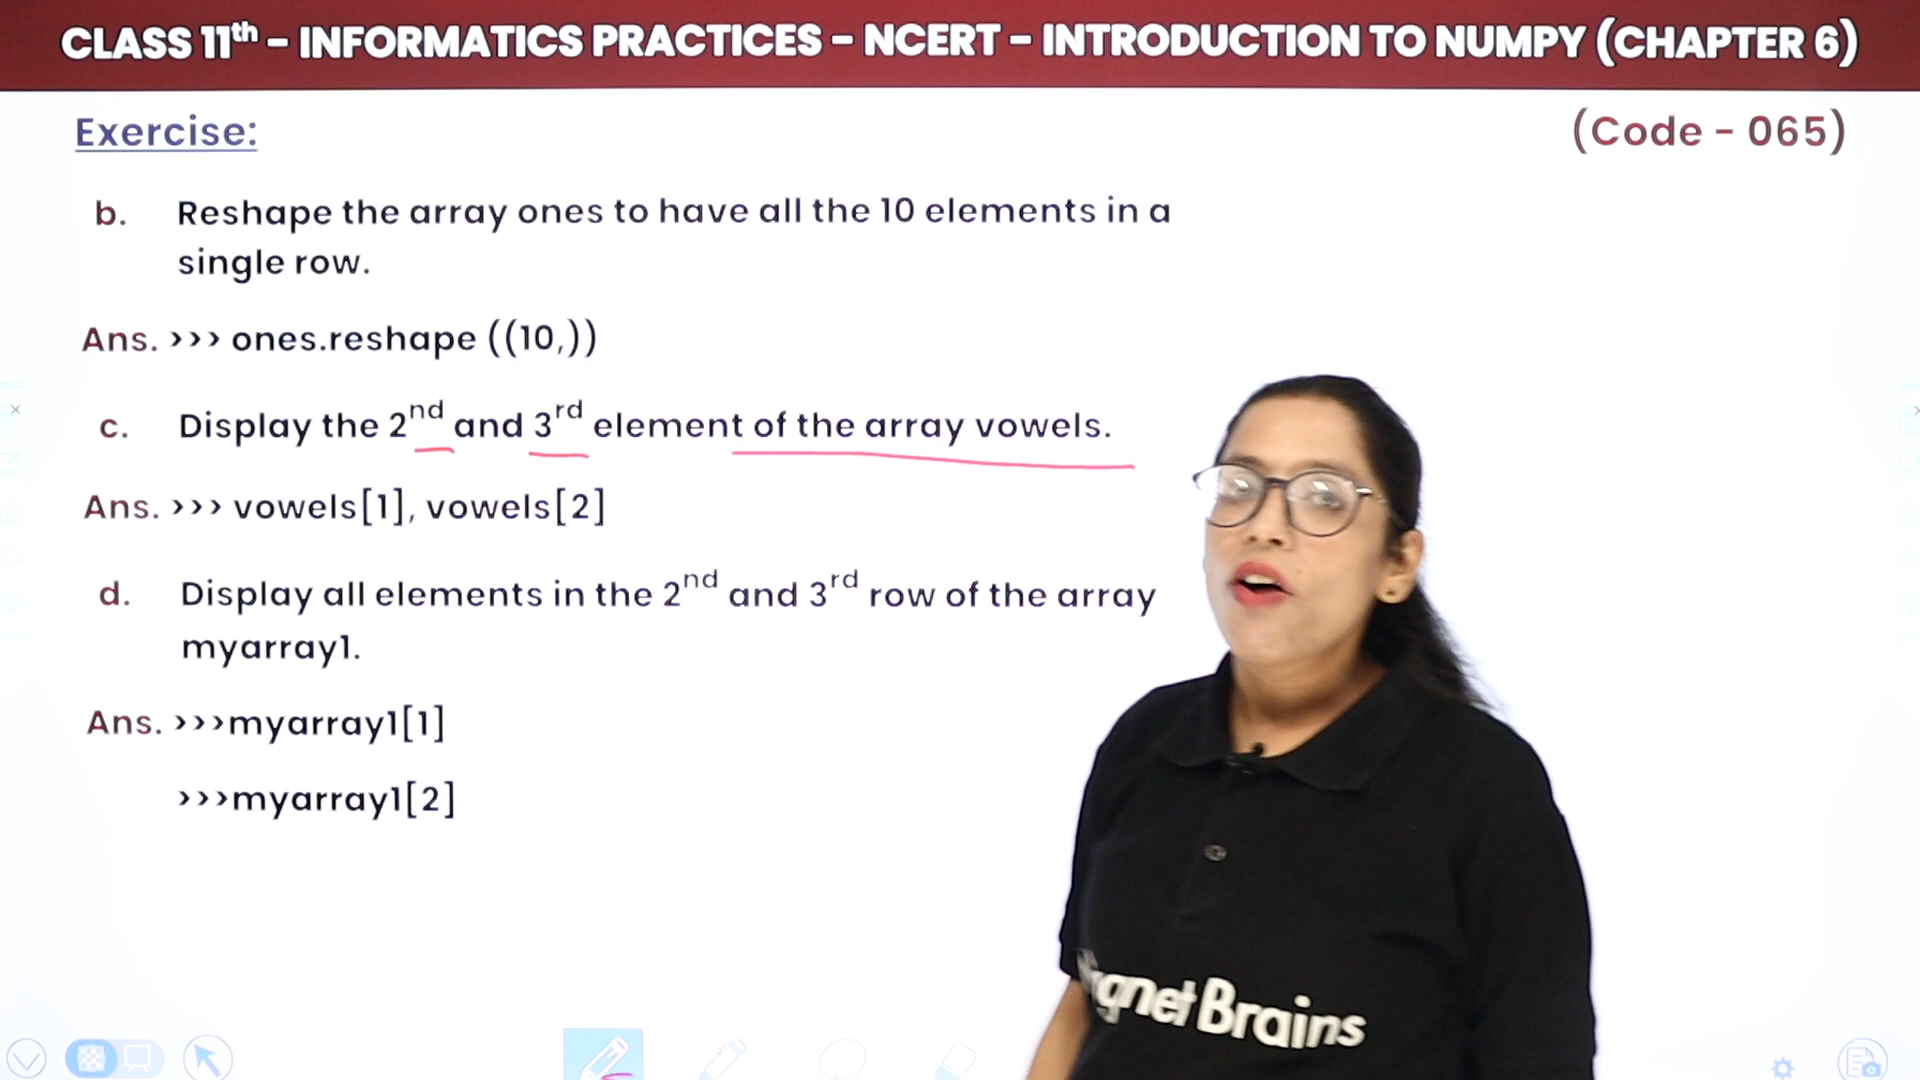 CLASS 11th - INFORMATICS PRACTICES - NCERT - INTRODUCTION TO NUMPY (CHAPTER 6)
Exercise:
(Code - 065)
b. Reshape the array ones to have all the 10 elements in a
single row.
Ans. >>> ones.reshape ((10,))
c. Display the 2nd and 3rd element of the array vowels.
Ans. >>> vowels[1], vowels[2]
d. Display all elements in the 2nd and 3rd row of the array
myarray1.
Ans. >>>myarray1[1]
>>>myarray1[2]
gnet Brains